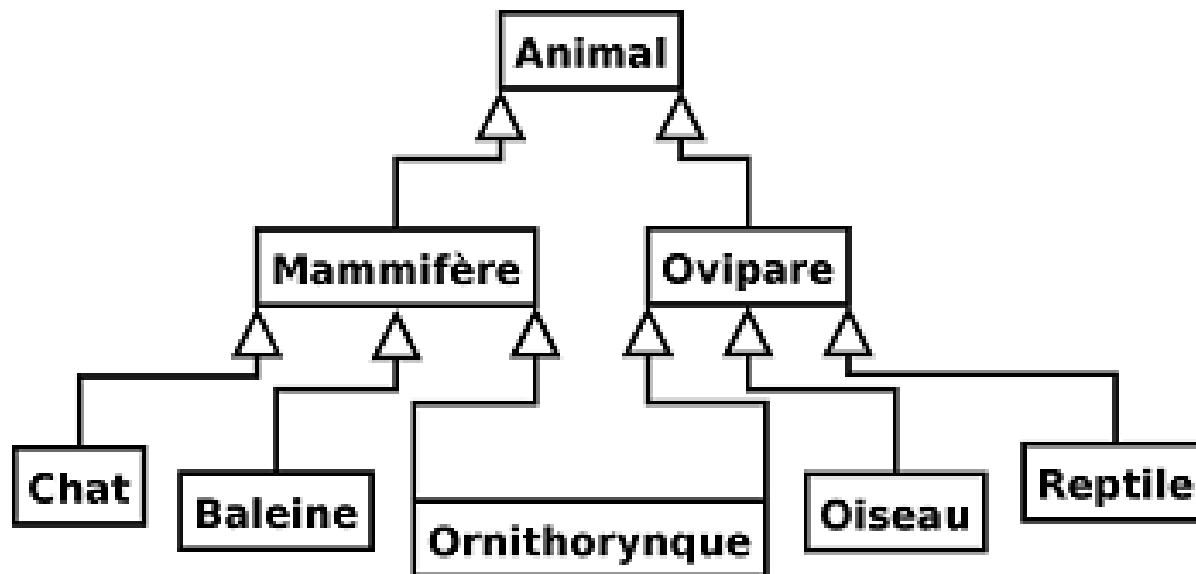 Animal
Mammifère
Ovipare
Chat
Baleine
Ornithorynque
Oiseau
Reptile